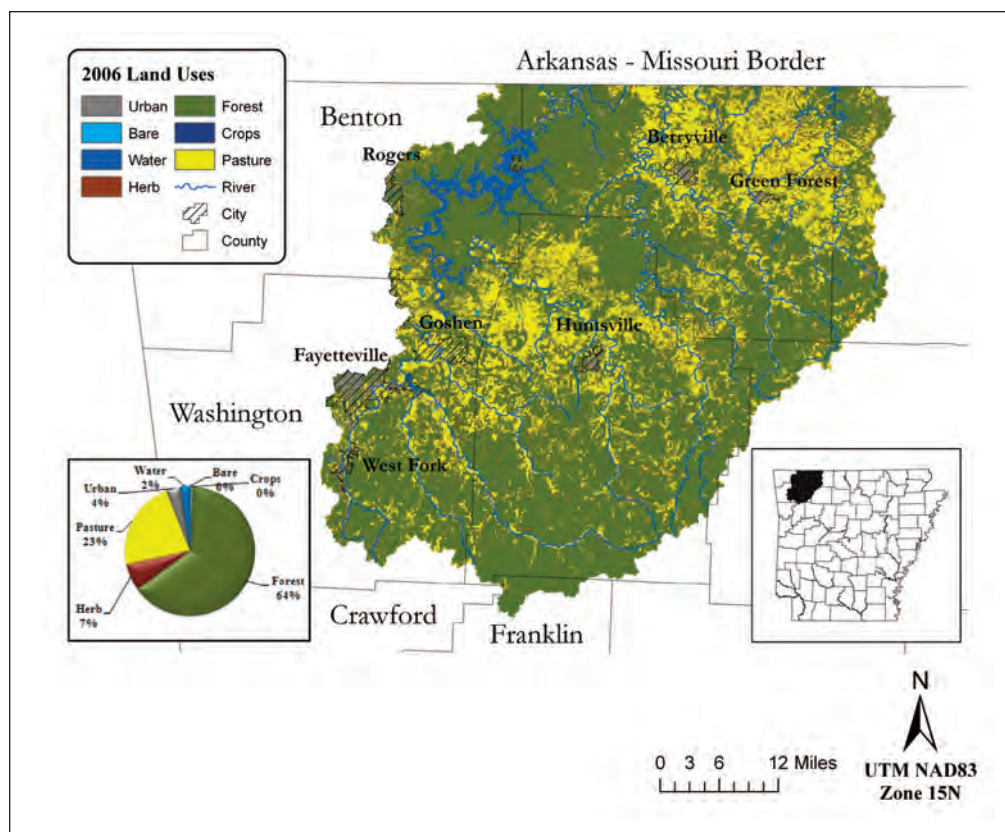 2006 Land Uses
Urban Forest
Bare Crops
Water Pasture
Herb River
City
County
Arkansas - Missouri Border
Benton
Rogers
Berryville
Green Forest
Goshen
Huntsville
Fayetteville
Washington
West Fork
Crawford
Franklin
Water
2%
Bare
0%
Crops
0%
Urban
4%
Pasture
23%
Herb
7%
Forest
64%
N
0 3 6 12 Miles
UTM NAD83
Zone 15N